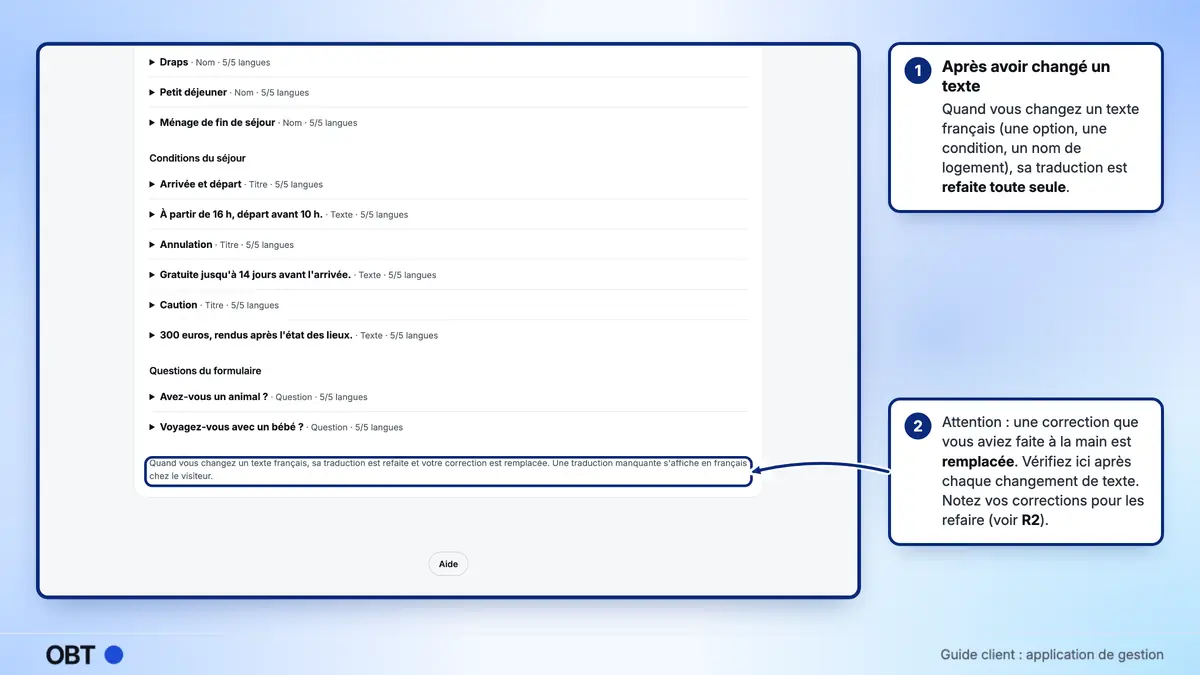 ▶ Draps · Nom · 5/5 langues
▶ Petit déjeuner · Nom · 5/5 langues
▶ Ménage de fin de séjour · Nom · 5/5 langues
Conditions du séjour
▶ Arrivée et départ · Titre · 5/5 langues
▶ À partir de 16 h, départ avant 10 h. · Texte · 5/5 langues
▶ Annulation · Titre · 5/5 langues
▶ Gratuite jusqu'à 14 jours avant l'arrivée. · Texte · 5/5 langues
▶ Caution · Titre · 5/5 langues
▶ 300 euros, rendus après l'état des lieux. · Texte · 5/5 langues
Questions du formulaire
▶ Avez-vous un animal ? · Question · 5/5 langues
▶ Voyagez-vous avec un bébé ? · Question · 5/5 langues
Quand vous changez un texte français, sa traduction est refaite et votre correction est remplacée. Une traduction manquante s'affiche en français
chez le visiteur.
Aide
1
Après avoir changé un
texte
Quand vous changez un texte
français (une option, une
condition, un nom de
logement), sa traduction est
refaite toute seule.
2
Attention : une correction que
vous aviez faite à la main est
remplacée. Vérifiez ici après
chaque changement de texte.
Notez vos corrections pour les
refaire (voir R2).
OBT
Guide client : application de gestion